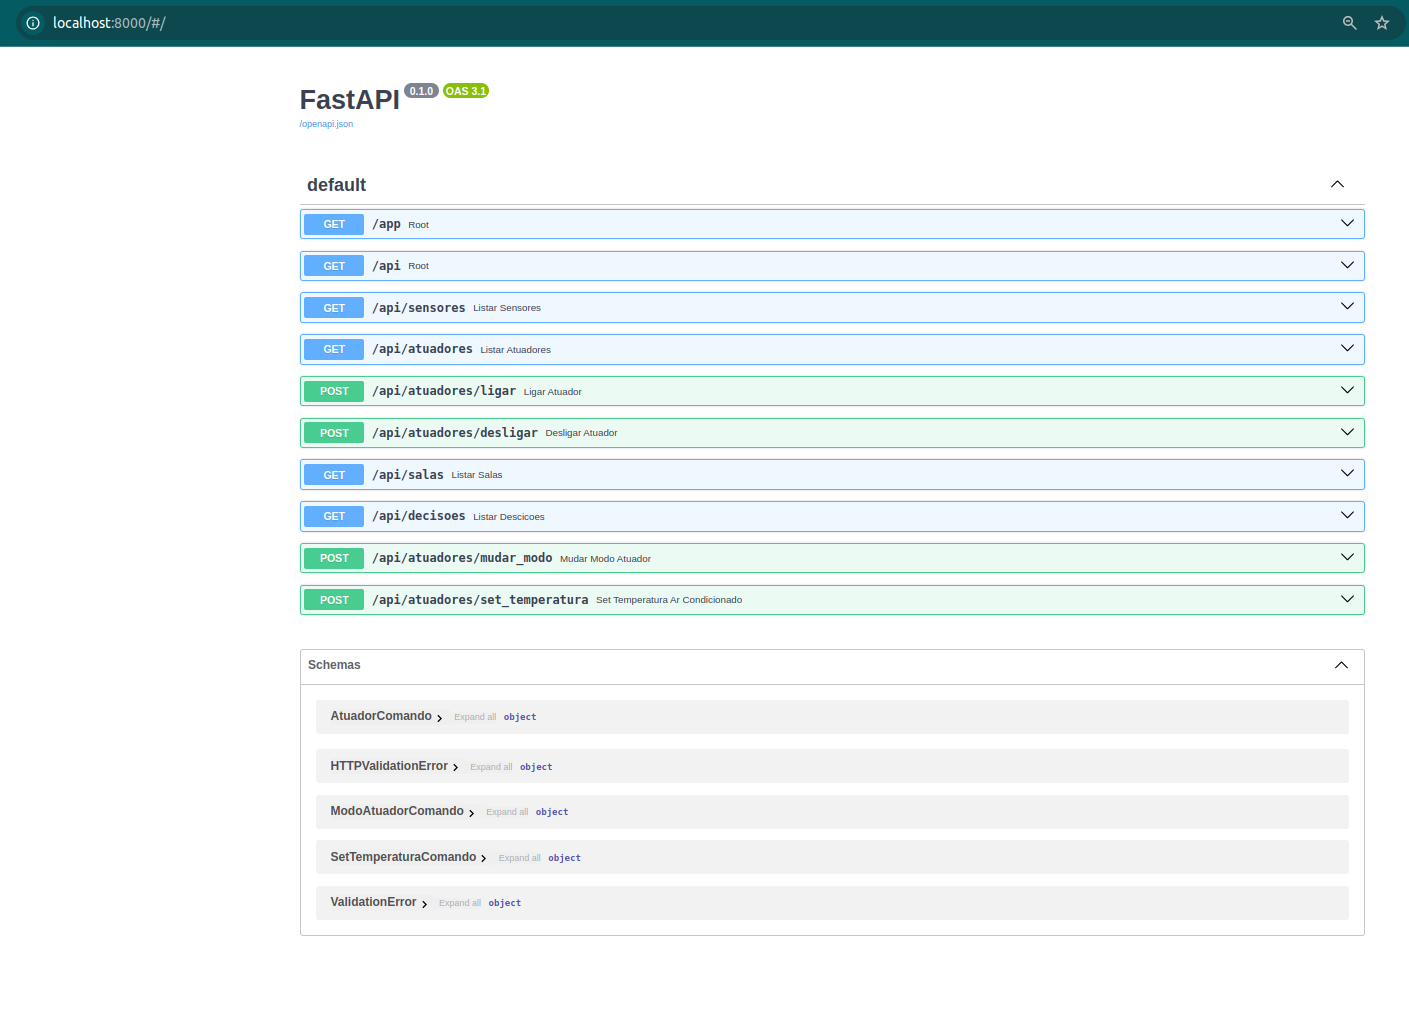 localhost:8000/#/
FastAPI 0.1.0 OAS 3.1
/openapi.json
default
GET /app Root
GET /api Root
GET /api/sensores Listar Sensores
GET /api/atuadores Listar Atuadores
POST /api/atuadores/ligar Ligar Atuador
POST /api/atuadores/desligar Desligar Atuador
GET /api/salas Listar Salas
GET /api/decisoes Listar Descicoes
POST /api/atuadores/mudar_modo Mudar Modo Atuador
POST /api/atuadores/set_temperatura Set Temperatura Ar Condicionado
Schemas
AtuadorComando Expand all object
HTTPValidationError Expand all object
ModoAtuadorComando Expand all object
SetTemperaturaComando Expand all object
ValidationError Expand all object